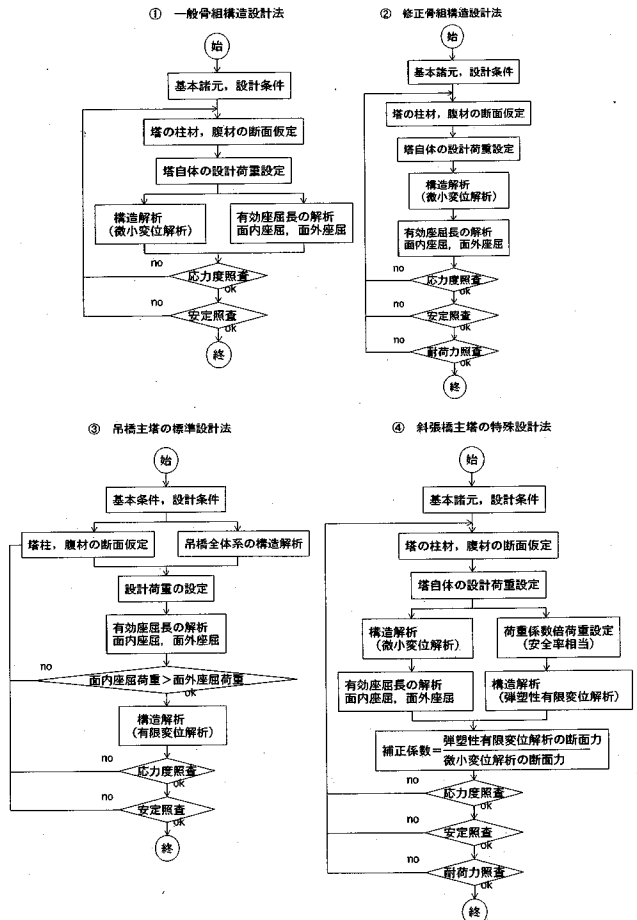 ① 一般骨組構造設計法
始
基本諸元，設計条件
塔の柱材，腹材の断面仮定
塔自体の設計荷重設定
構造解析
（微小変位解析）
有効座屈長の解析
面内座屈，面外座屈
no
応力度照査
ok
no
安定照査
ok
終
② 修正骨組構造設計法
始
基本諸元，設計条件
塔の柱材，腹材の断面仮定
塔自体の設計荷重設定
構造解析
（微小変位解析）
有効座屈長の解析
面内座屈，面外座屈
no
応力度照査
ok
no
安定照査
ok
no
耐荷力照査
ok
終
③ 吊橋主塔の標準設計法
始
基本条件，設計条件
塔柱，腹材の断面仮定
吊橋全体系の構造解析
設計荷重の設定
有効座屈長の解析
面内座屈，面外座屈
no
面内座屈荷重＞面外座屈荷重
ok
構造解析
（有限変位解析）
no
応力度照査
ok
no
安定照査
ok
終
④ 斜張橋主塔の特殊設計法
始
基本諸元，設計条件
塔の柱材，腹材の断面仮定
塔自体の設計荷重設定
構造解析
（微小変位解析）
荷重係数倍荷重設定
（安全率相当）
有効座屈長の解析
面内座屈，面外座屈
構造解析
（弾塑性有限変位解析）
補正係数＝弾塑性有限変位解析の断面力
微小変位解析の断面力
no
応力度照査
ok
no
安定照査
ok
no
耐荷力照査
ok
終